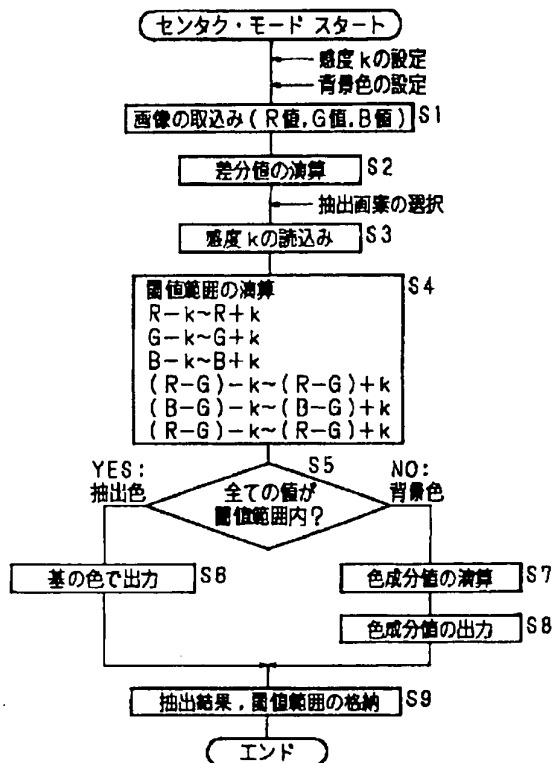 センタク・モード スタート
感度kの設定
背景色の設定
画像の取込み(R値,G値,B値) S1
差分値の演算 S2
抽出画素の選択
感度kの読込み S3
S4
閾値範囲の演算
R-k~R+k
G-k~G+k
B-k~B+k
(R-G)-k~(R-G)+k
(B-G)-k~(B-G)+k
(R-G)-k~(R-G)+k
S5
YES:
抽出色
全ての値が
閾値範囲内?
NO:
背景色
基の色で出力 S6
色成分値の演算 S7
色成分値の出力 S8
抽出結果,閾値範囲の格納 S9
エンド